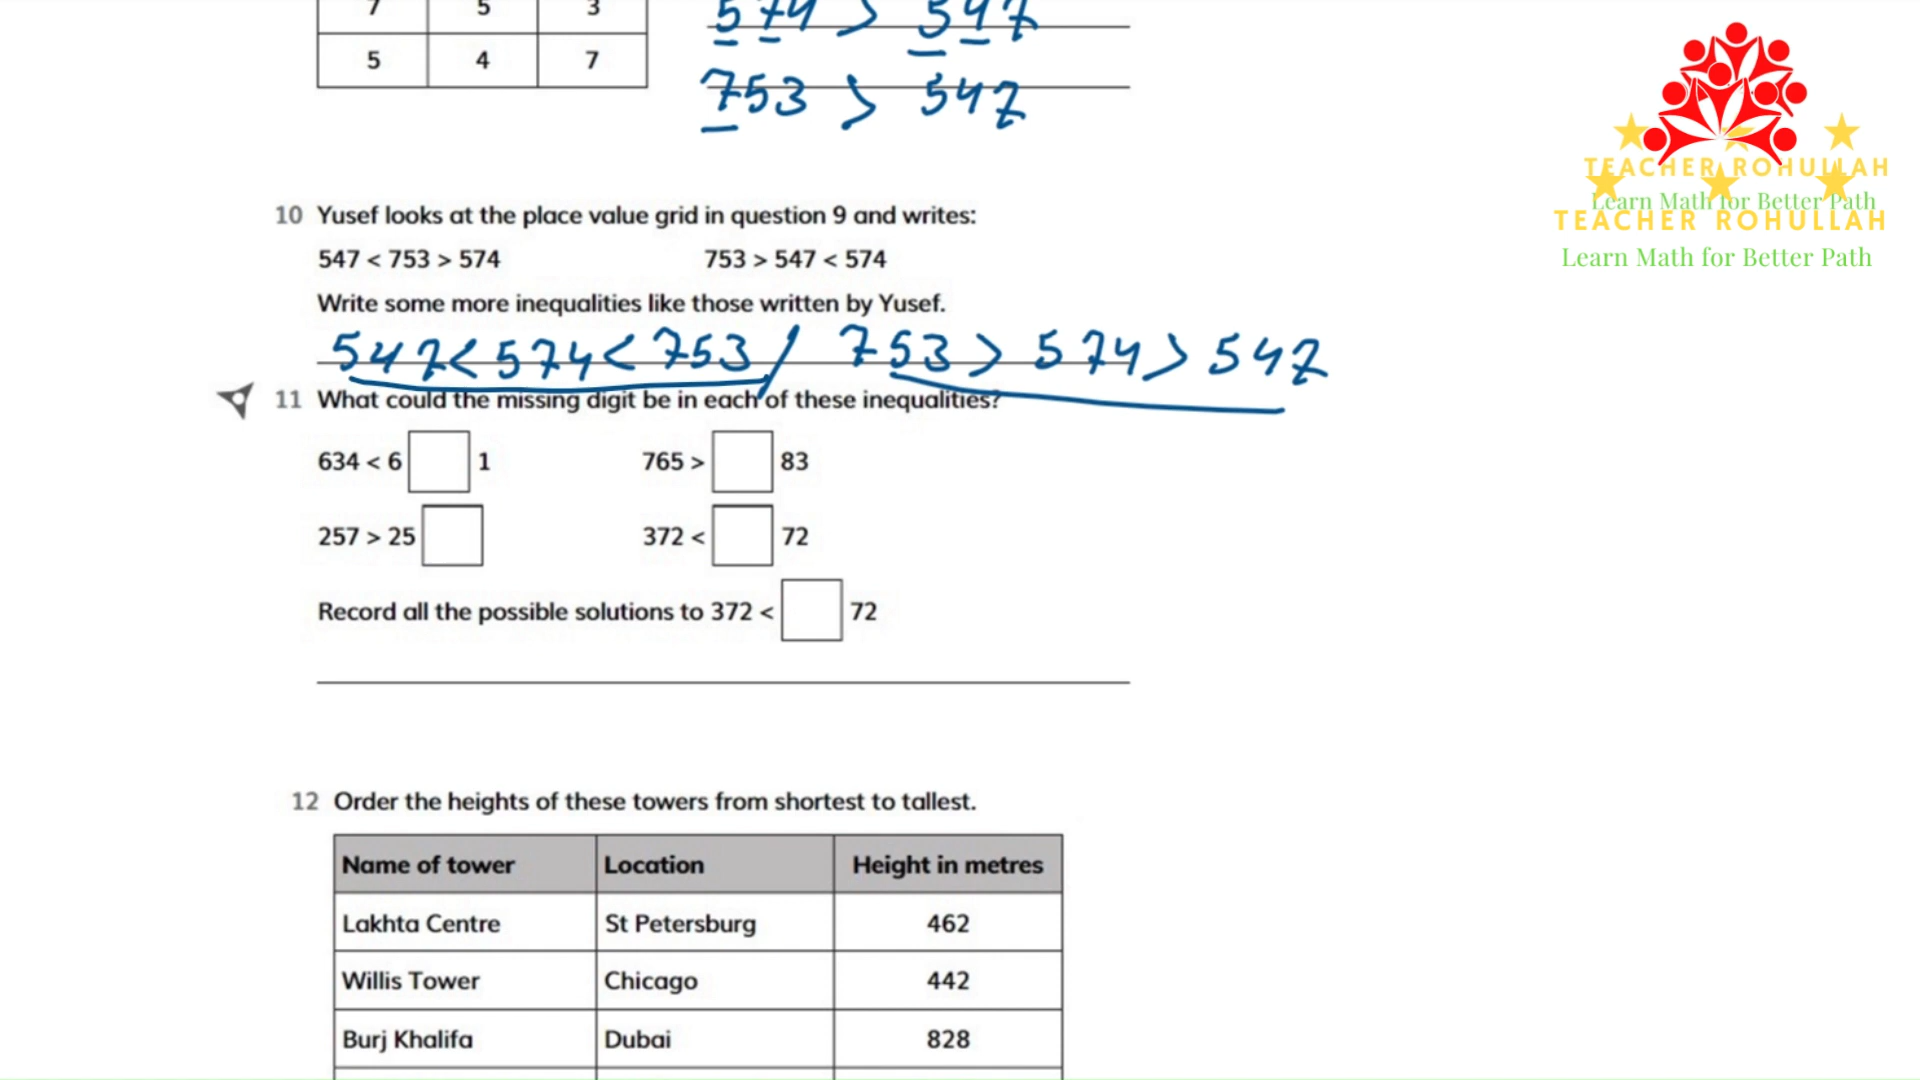 7 5 3 574 > 547
5 4 7 753 > 547
TEACHER ROHULLAH
Learn Math for Better Path
TEACHER ROHULLAH
Learn Math for Better Path
10 Yusef looks at the place value grid in question 9 and writes:
547 < 753 > 574 753 > 547 < 574
Write some more inequalities like those written by Yusef.
547 < 574 < 753 / 753 > 574 > 547
11 What could the missing digit be in each of these inequalities?
634 < 6 1 765 > 83
257 > 25 372 < 72
Record all the possible solutions to 372 < 72
12 Order the heights of these towers from shortest to tallest.
Name of tower Location Height in metres
Lakhta Centre St Petersburg 462
Willis Tower Chicago 442
Burj Khalifa Dubai 828